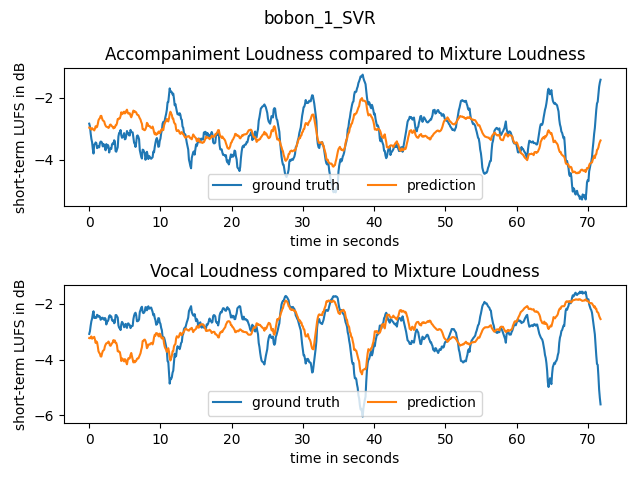 bobon_1_SVR
Accompaniment Loudness compared to Mixture Loudness
short-term LUFS in dB
−2
−4
ground truth
prediction
0 10 20 30 40 50 60 70
time in seconds
Vocal Loudness compared to Mixture Loudness
short-term LUFS in dB
−2
−4
−6
ground truth
prediction
0 10 20 30 40 50 60 70
time in seconds